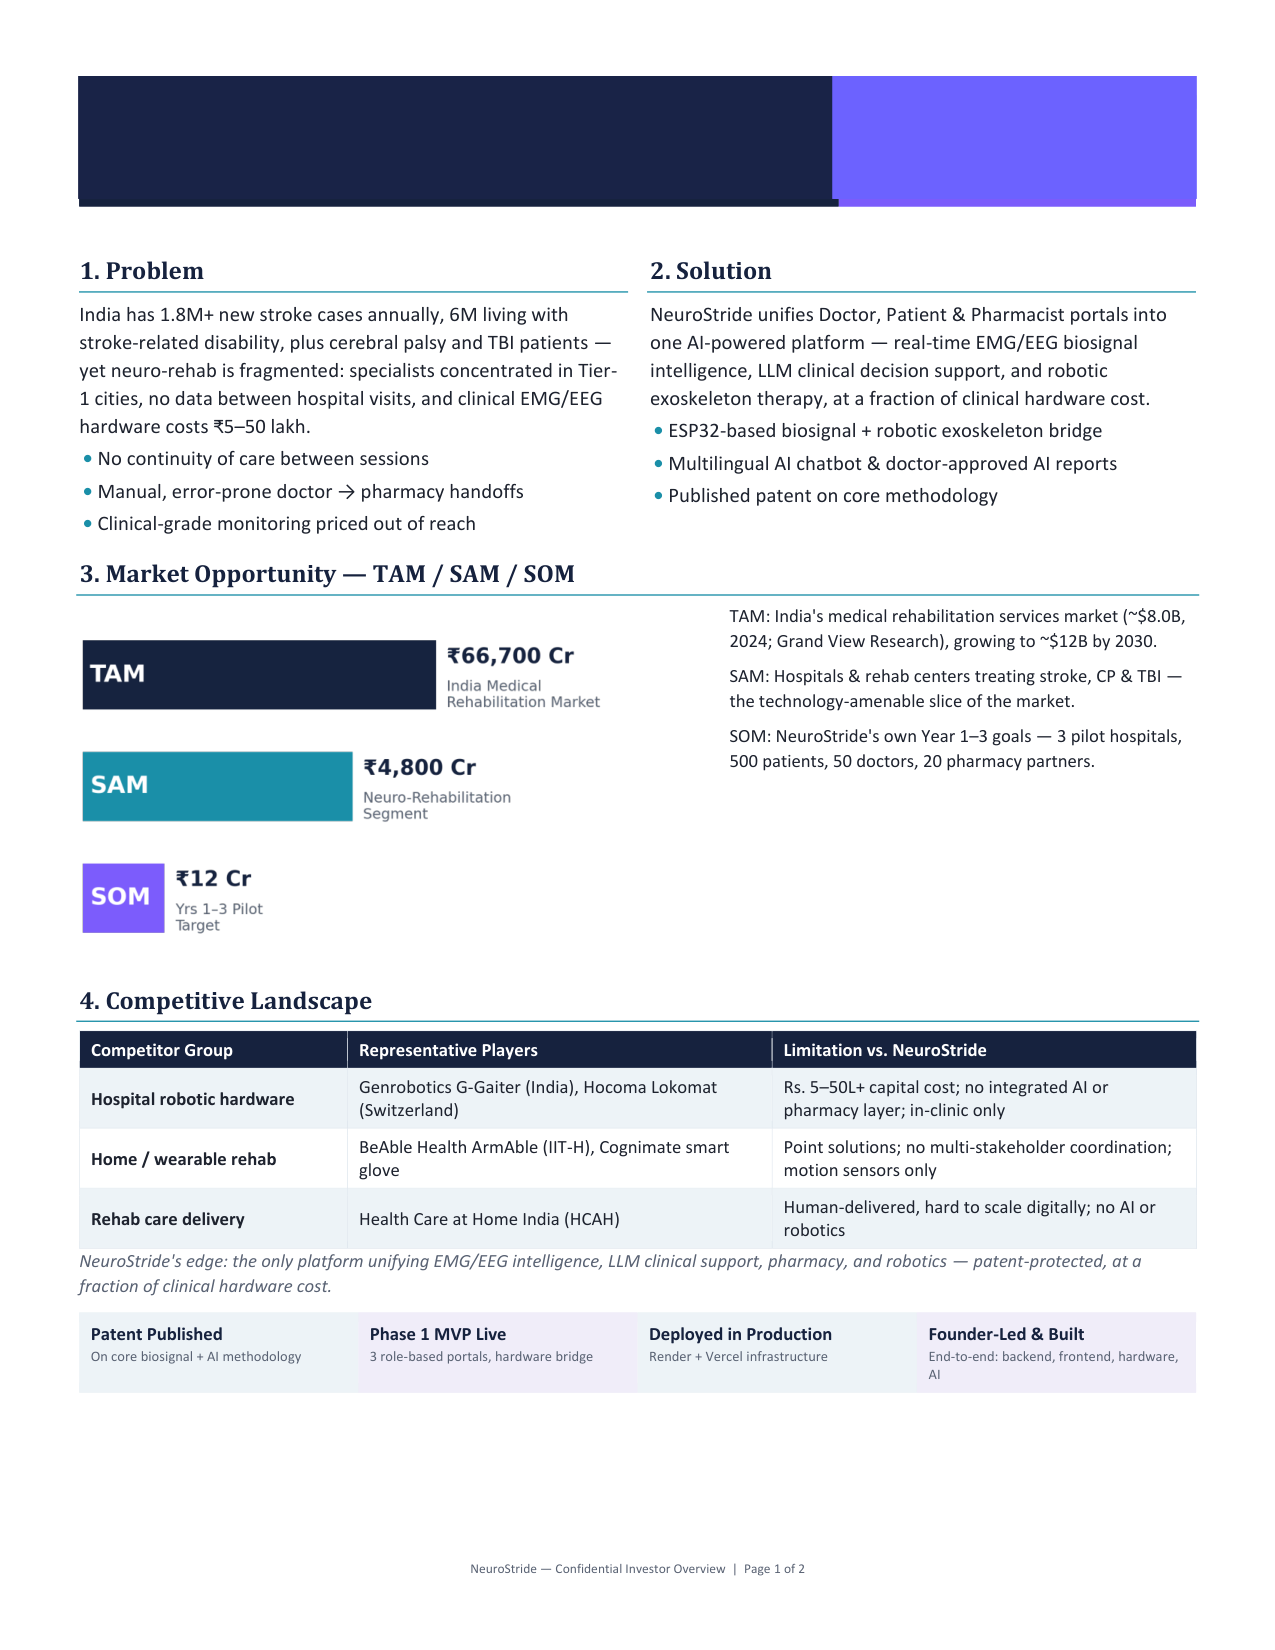 1. Problem
India has 1.8M+ new stroke cases annually, 6M living with
stroke-related disability, plus cerebral palsy and TBI patients —
yet neuro-rehab is fragmented: specialists concentrated in Tier-
1 cities, no data between hospital visits, and clinical EMG/EEG
hardware costs ₹5–50 lakh.
• No continuity of care between sessions
• Manual, error-prone doctor → pharmacy handoffs
• Clinical-grade monitoring priced out of reach
2. Solution
NeuroStride unifies Doctor, Patient & Pharmacist portals into
one AI-powered platform — real-time EMG/EEG biosignal
intelligence, LLM clinical decision support, and robotic
exoskeleton therapy, at a fraction of clinical hardware cost.
• ESP32-based biosignal + robotic exoskeleton bridge
• Multilingual AI chatbot & doctor-approved AI reports
• Published patent on core methodology
3. Market Opportunity — TAM / SAM / SOM
TAM
₹66,700 Cr
India Medical
Rehabilitation Market
SAM
₹4,800 Cr
Neuro-Rehabilitation
Segment
SOM
₹12 Cr
Yrs 1–3 Pilot
Target
TAM: India's medical rehabilitation services market (~$8.0B,
2024; Grand View Research), growing to ~$12B by 2030.
SAM: Hospitals & rehab centers treating stroke, CP & TBI —
the technology-amenable slice of the market.
SOM: NeuroStride's own Year 1–3 goals — 3 pilot hospitals,
500 patients, 50 doctors, 20 pharmacy partners.
4. Competitive Landscape
Competitor Group
Representative Players
Limitation vs. NeuroStride
Hospital robotic hardware
Genrobotics G-Gaiter (India), Hocoma Lokomat
(Switzerland)
Rs. 5–50L+ capital cost; no integrated AI or
pharmacy layer; in-clinic only
Home / wearable rehab
BeAble Health ArmAble (IIT-H), Cognimate smart
glove
Point solutions; no multi-stakeholder coordination;
motion sensors only
Rehab care delivery
Health Care at Home India (HCAH)
Human-delivered, hard to scale digitally; no AI or
robotics
NeuroStride's edge: the only platform unifying EMG/EEG intelligence, LLM clinical support, pharmacy, and robotics — patent-protected, at a
fraction of clinical hardware cost.
Patent Published
On core biosignal + AI methodology
Phase 1 MVP Live
3 role-based portals, hardware bridge
Deployed in Production
Render + Vercel infrastructure
Founder-Led & Built
End-to-end: backend, frontend, hardware,
AI
NeuroStride — Confidential Investor Overview | Page 1 of 2